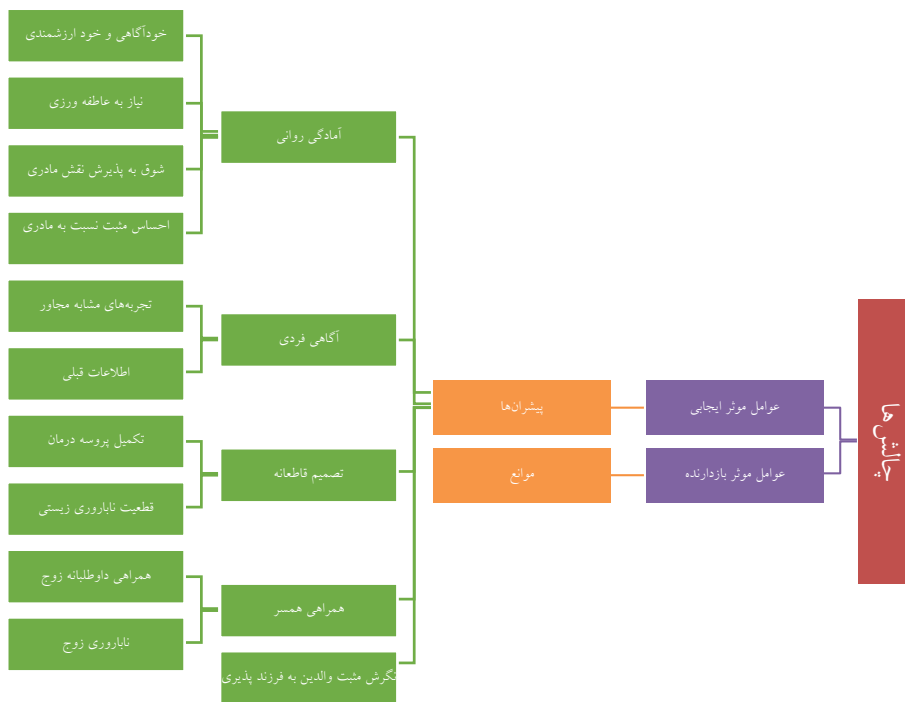 چالش ها
عوامل موثر ایجابی
پیشران‌ها
آمادگی روانی
خودآگاهی و خود ارزشمندی
نیاز به عاطفه ورزی
شوق به پذیرش نقش مادری
احساس مثبت نسبت به مادری
آگاهی فردی
تجربه‌های مشابه مجاور
اطلاعات قبلی
تصمیم قاطعانه
تکمیل پروسه درمان
قطعیت ناباروری زیستی
همراهی همسر
همراهی داوطلبانه زوج
ناباروری زوج
نگرش مثبت والدین به فرزند پذیری
عوامل موثر بازدارنده
موانع